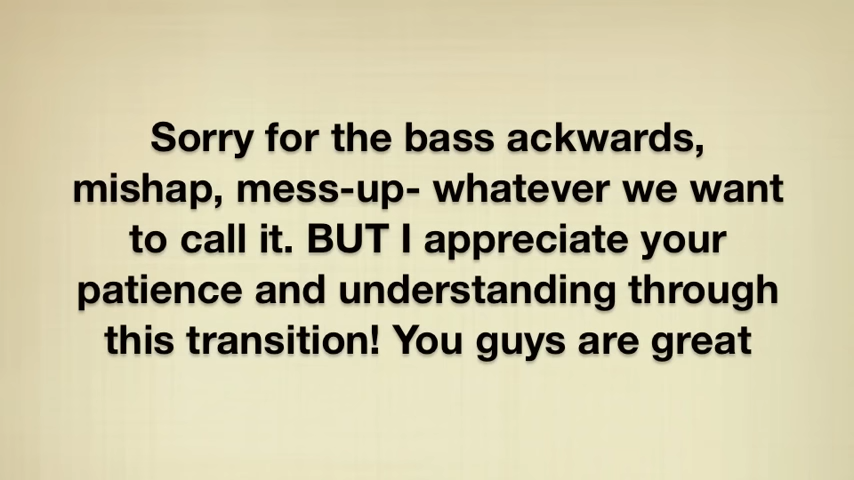 Sorry for the bass ackwards,
mishap, mess-up- whatever we want
to call it. BUT I appreciate your
patience and understanding through
this transition! You guys are great